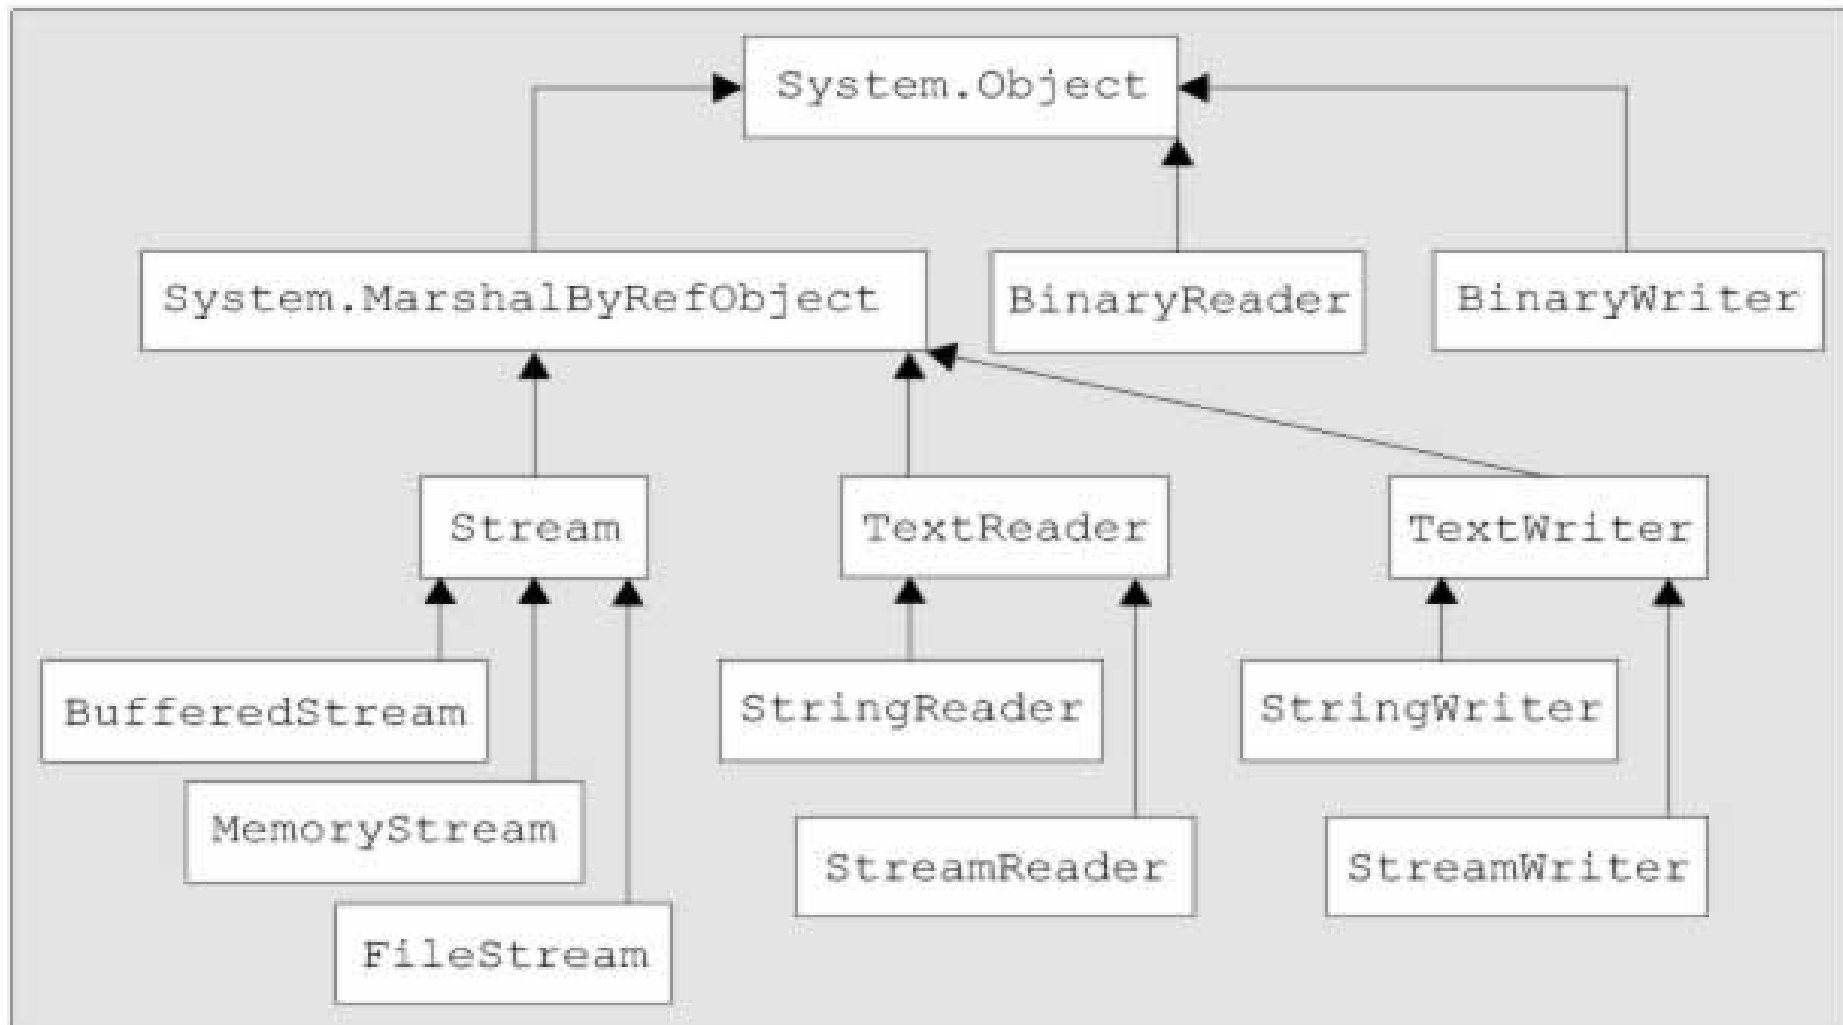 System.Object
System.MarshalByRefObject
BinaryReader
BinaryWriter
Stream
TextReader
TextWriter
BufferedStream
StringReader
StringWriter
MemoryStream
StreamReader
StreamWriter
FileStream